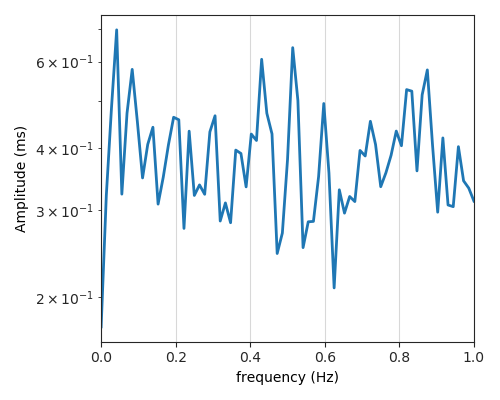 Amplitude (ms)
6 × 10⁻¹
4 × 10⁻¹
3 × 10⁻¹
2 × 10⁻¹
0.0 0.2 0.4 0.6 0.8 1.0
frequency (Hz)